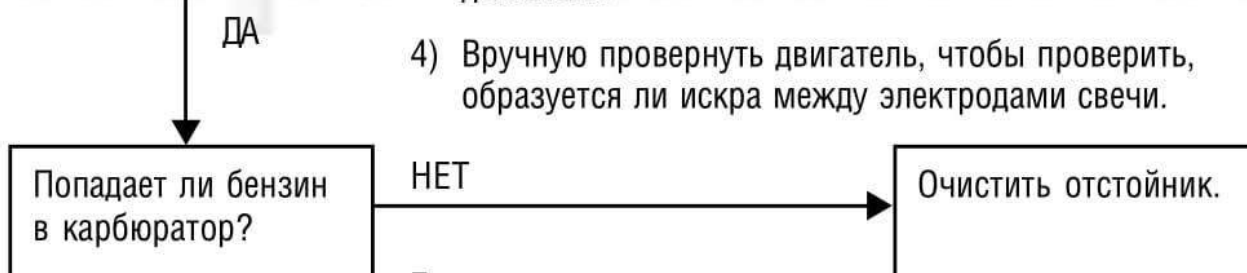 ДА
4) Вручную провернуть двигатель, чтобы проверить,
образуется ли искра между электродами свечи.
Попадает ли бензин
в карбюратор?
НЕТ
Очистить отстойник.